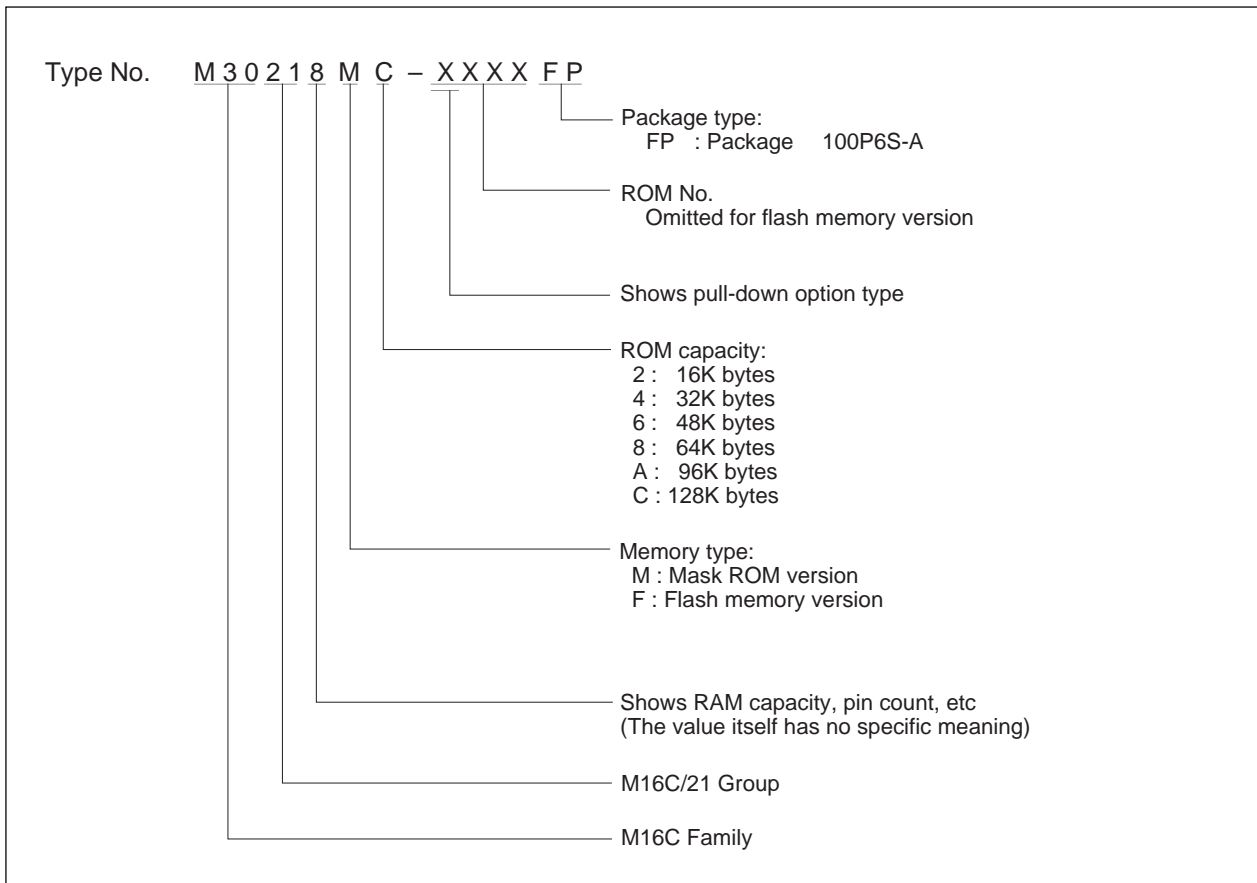 Type No. M 3 0 2 1 8 M C – X X X X F P
Package type:
FP : Package 100P6S-A
ROM No.
Omitted for flash memory version
Shows pull-down option type
ROM capacity:
2 : 16K bytes
4 : 32K bytes
6 : 48K bytes
8 : 64K bytes
A : 96K bytes
C : 128K bytes
Memory type:
M : Mask ROM version
F : Flash memory version
Shows RAM capacity, pin count, etc
(The value itself has no specific meaning)
M16C/21 Group
M16C Family